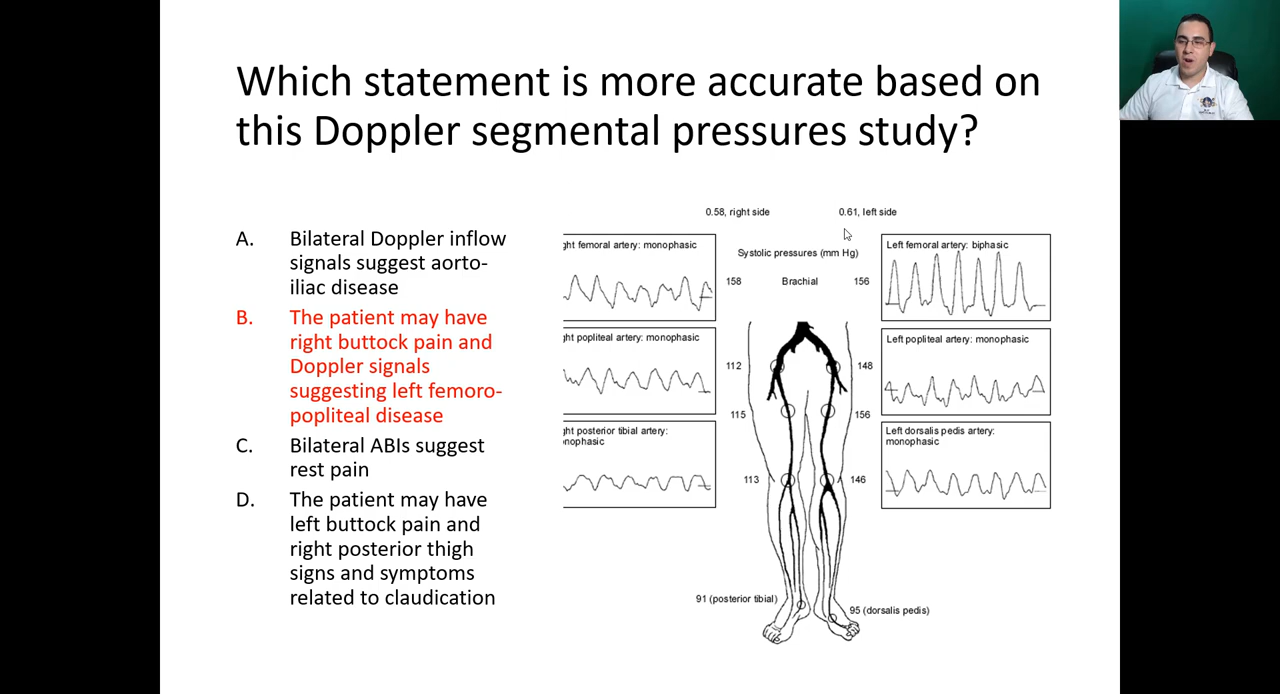 Which statement is more accurate based on
this Doppler segmental pressures study?
A. Bilateral Doppler inflow
signals suggest aorto-
iliac disease
B. The patient may have
right buttock pain and
Doppler signals
suggesting left femoro-
popliteal disease
C. Bilateral ABIs suggest
rest pain
D. The patient may have
left buttock pain and
right posterior thigh
signs and symptoms
related to claudication
0.58, right side 0.61, left side
ght femoral artery: monophasic
Systolic pressures (mm Hg)
Left femoral artery: biphasic
158 Brachial 156
ght popliteal artery: monophasic
Left popliteal artery: monophasic
112 148
115 156
ght posterior tibial artery:
onophasic
Left dorsalis pedis artery:
monophasic
113 146
91 (posterior tibial)
95 (dorsalis pedis)